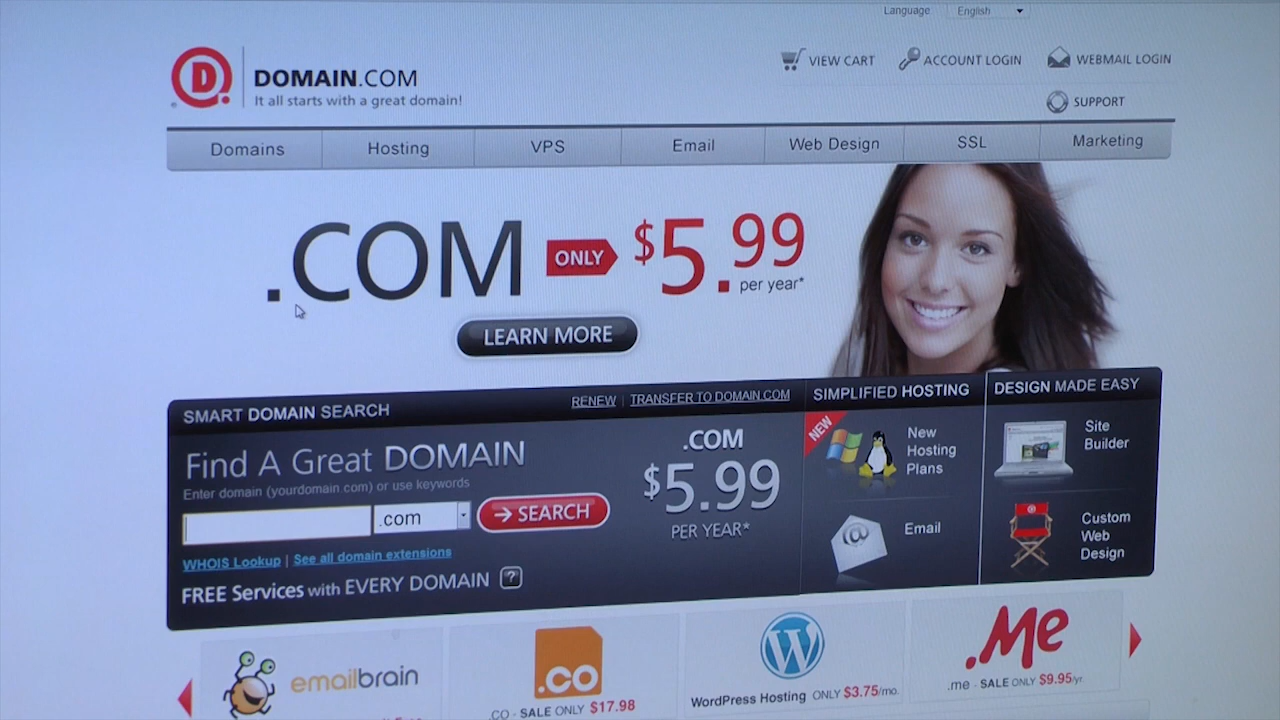 Language English
VIEW CART ACCOUNT LOGIN WEBMAIL LOGIN
D DOMAIN.COM
It all starts with a great domain!
SUPPORT
Domains Hosting VPS Email Web Design SSL Marketing
.COM ONLY $5.99
per year*
LEARN MORE
SMART DOMAIN SEARCH RENEW | TRANSFER TO DOMAIN.COM SIMPLIFIED HOSTING DESIGN MADE EASY
Find A Great DOMAIN
Enter domain (yourdomain.com) or use keywords
.com SEARCH
WHOIS Lookup | See all domain extensions
FREE Services with EVERY DOMAIN ?
.COM
$5.99
PER YEAR*
NEW
New
Hosting
Plans
@ Email
Site
Builder
Custom
Web
Design
emailbrain
.co
.CO - SALE ONLY $17.98
W
WordPress Hosting ONLY $3.75/mo.
.Me
.me - SALE ONLY $9.95/yr.